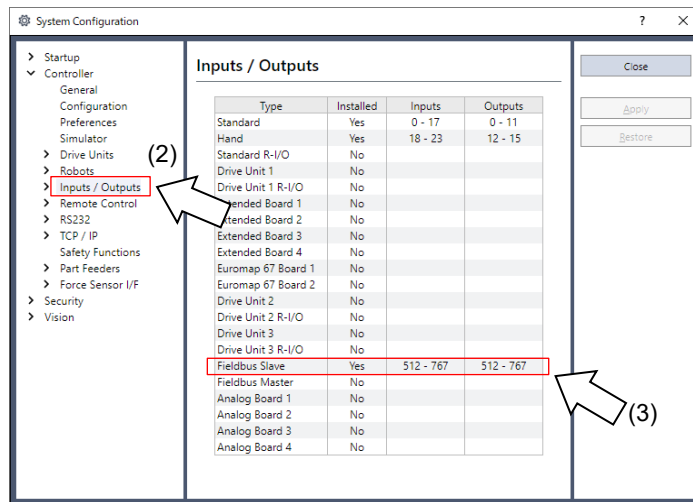 System Configuration ? ×
Startup
Controller
General
Configuration
Preferences
Simulator
Drive Units
Robots
Inputs / Outputs
Remote Control
RS232
TCP / IP
Safety Functions
Part Feeders
Force Sensor I/F
Security
Vision
(2)
Inputs / Outputs
Type Installed Inputs Outputs
Standard Yes 0 - 17 0 - 11
Hand Yes 18 - 23 12 - 15
Standard R-I/O No
Drive Unit 1 No
Drive Unit 1 R-I/O No
Extended Board 1 No
Extended Board 2 No
Extended Board 3 No
Extended Board 4 No
Euromap 67 Board 1 No
Euromap 67 Board 2 No
Drive Unit 2 No
Drive Unit 2 R-I/O No
Drive Unit 3 No
Drive Unit 3 R-I/O No
Fieldbus Slave Yes 512 - 767 512 - 767
Fieldbus Master No
Analog Board 1 No
Analog Board 2 No
Analog Board 3 No
Analog Board 4 No
(3)
Close
Apply
Restore